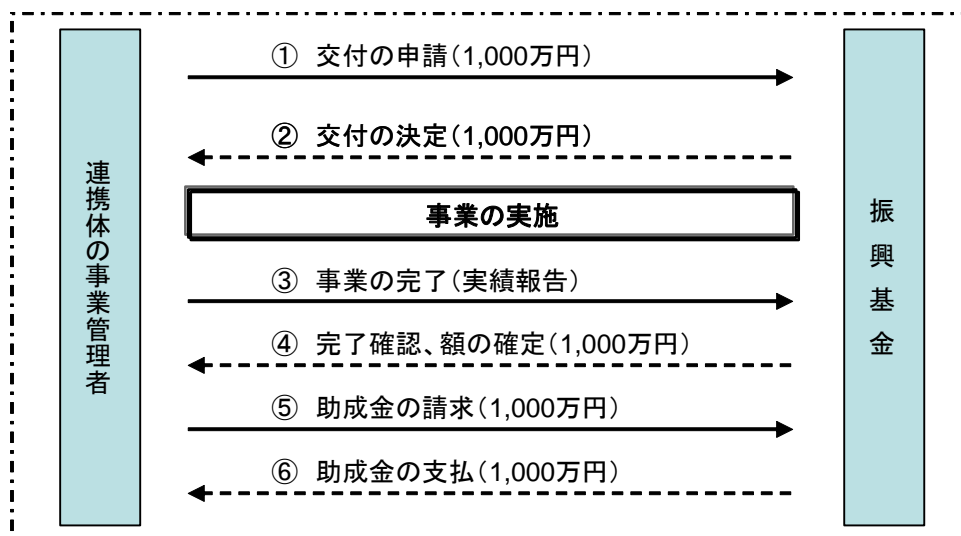 ① 交付の申請(1,000万円)
② 交付の決定(1,000万円)
事業の実施
③ 事業の完了(実績報告)
④ 完了確認、額の確定(1,000万円)
⑤ 助成金の請求(1,000万円)
⑥ 助成金の支払(1,000万円)
連携体の事業管理者
振興基金